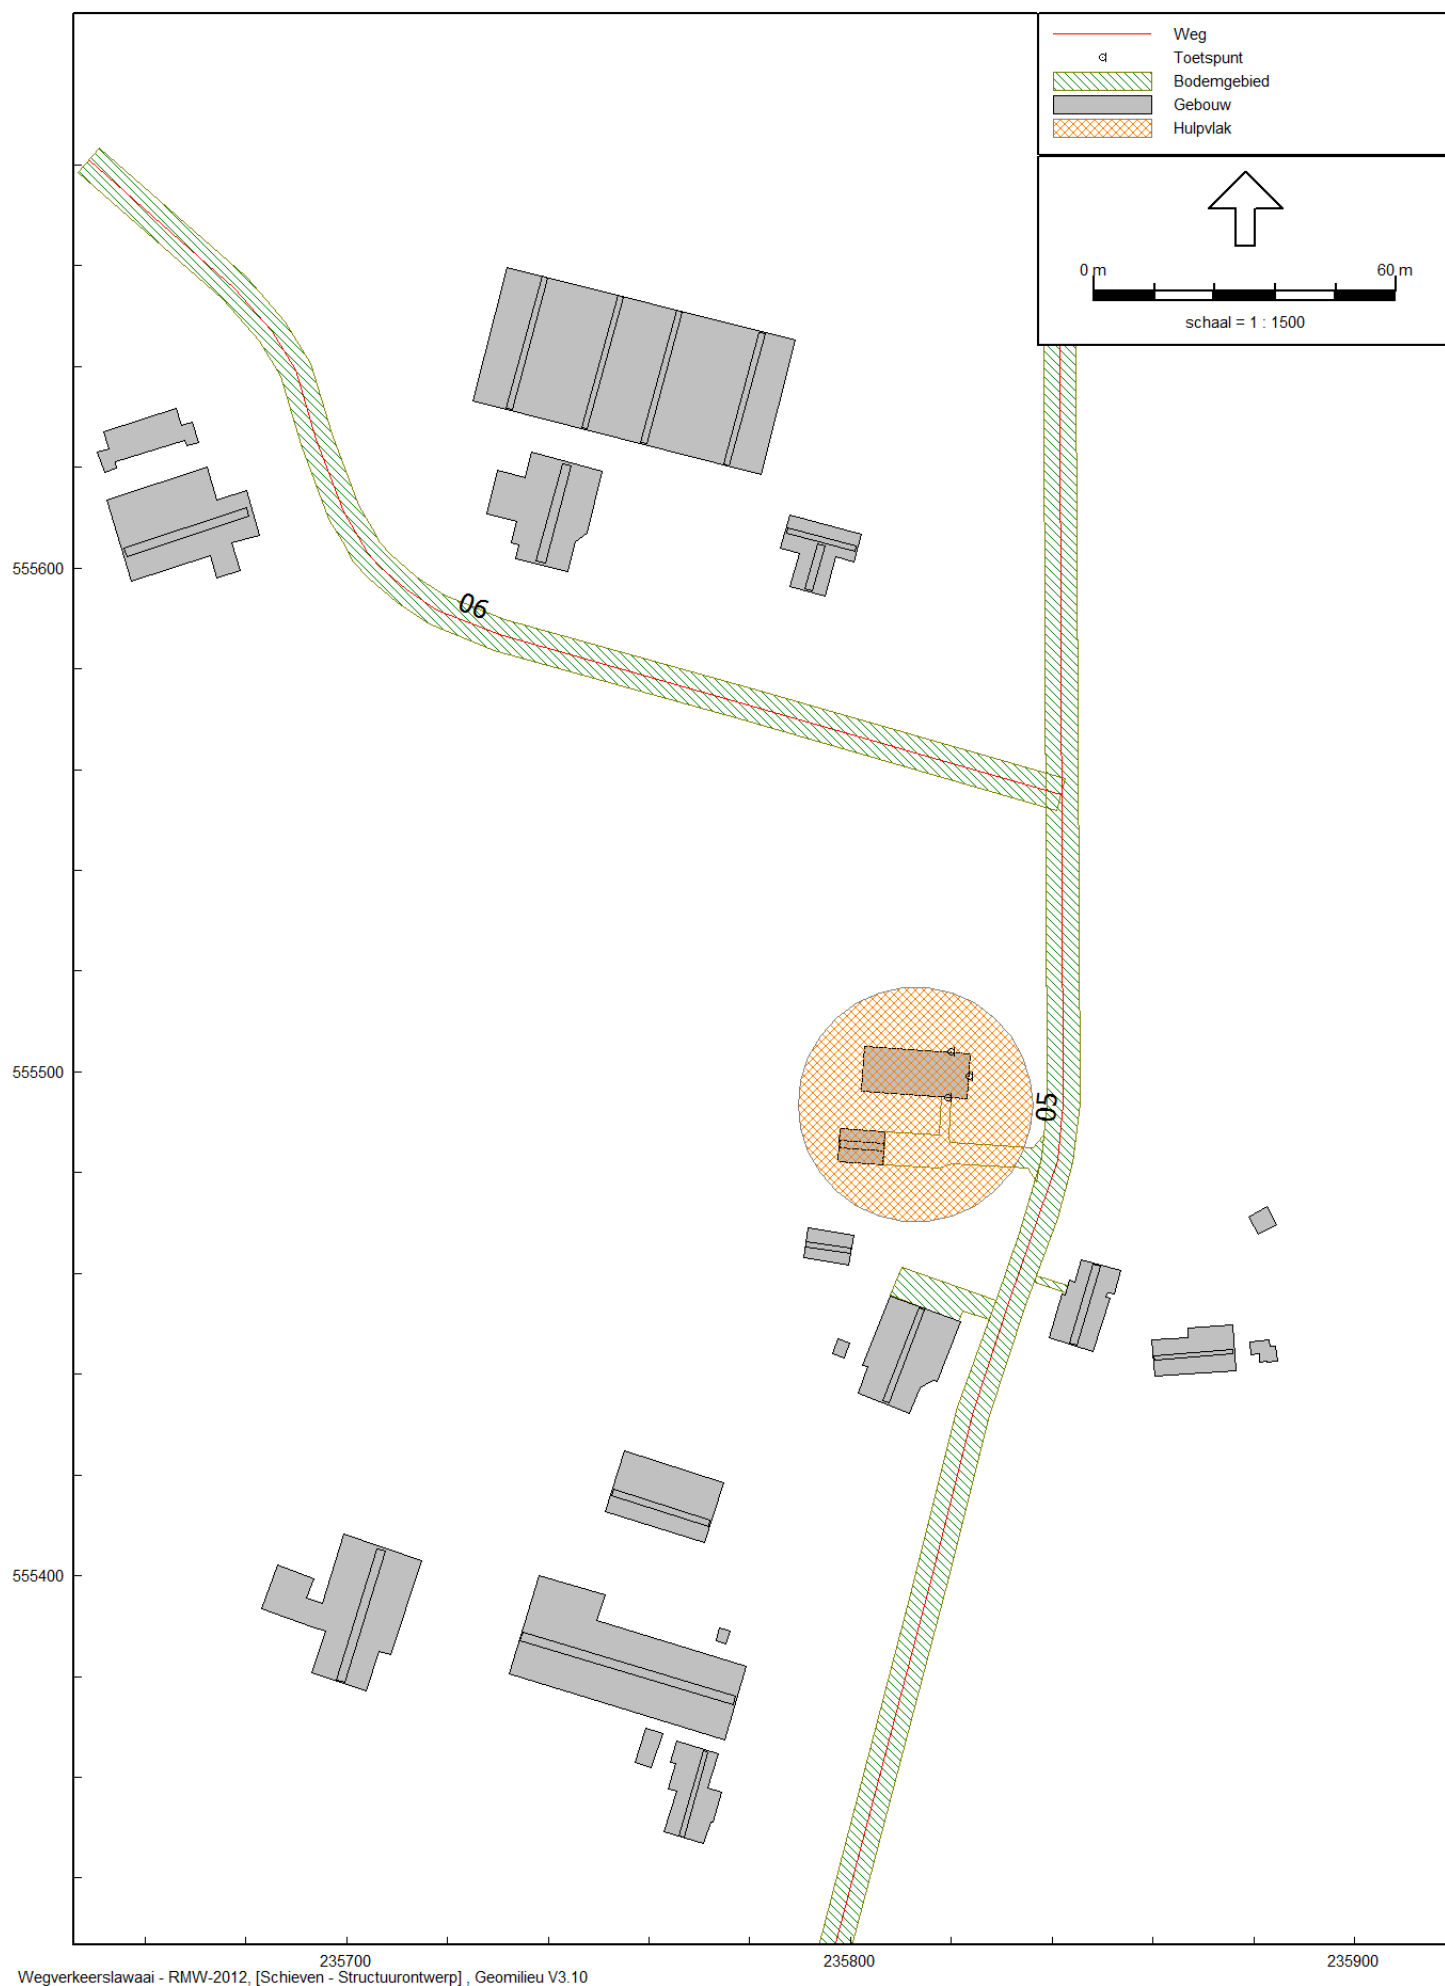 Weg
Toetspunt
Bodemgebied
Gebouw
Hulpvlak
0 m 60 m
schaal = 1 : 1500
555600
06
555500
05
555400
235700 235800 235900
Wegverkeerslawaai - RMW-2012, [Schieven - Structuurontwerp] , Geomilieu V3.10